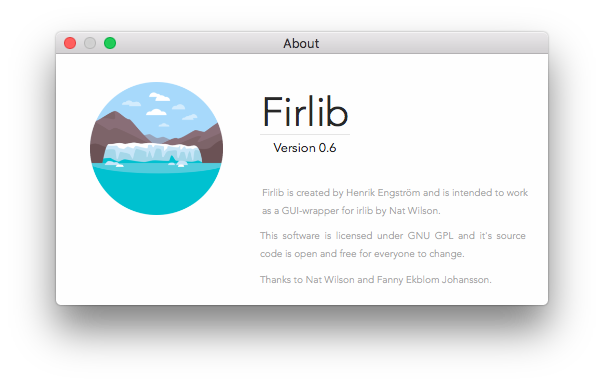 About
Firlib
Version 0.6
Firlib is created by Henrik Engström and is intended to work
as a GUI-wrapper for irlib by Nat Wilson.
This software is licensed under GNU GPL and it's source
code is open and free for everyone to change.
Thanks to Nat Wilson and Fanny Ekblom Johansson.